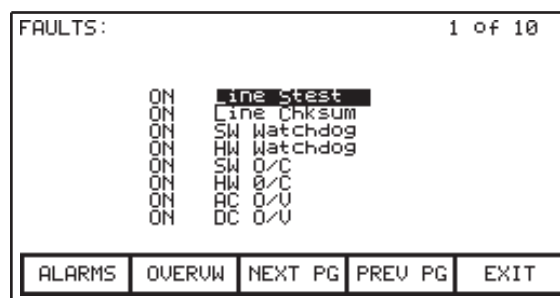 FAULTS: 1 of 10
ON Line Stest
ON Line Chksum
ON SW Watchdog
ON HW Watchdog
ON SW O/C
ON HW O/C
ON AC O/V
ON DC O/V
ALARMS OVERVW NEXT PG PREV PG EXIT